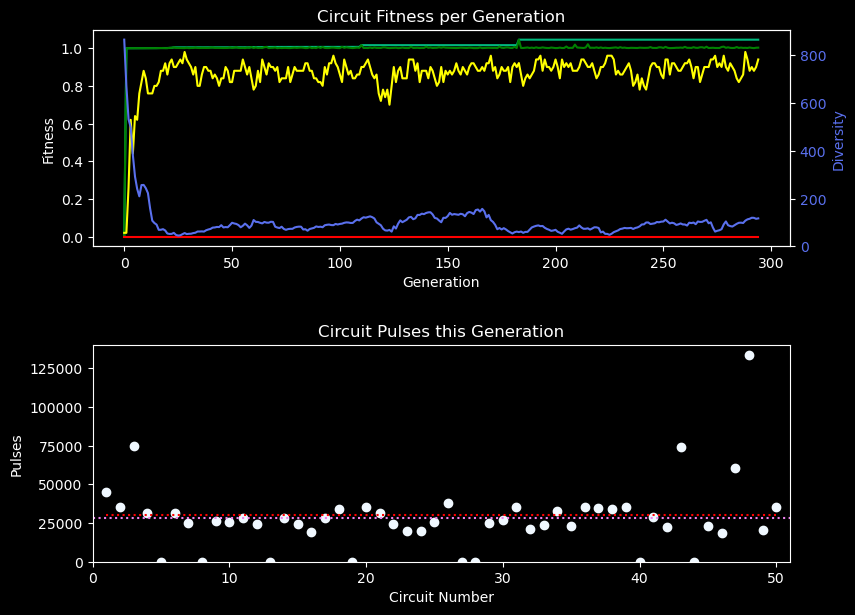 Circuit Fitness per Generation
1.0
0.8
0.6
0.4
0.2
0.0
Fitness
800
600
400
200
0
Diversity
0 50 100 150 200 250 300
Generation
Circuit Pulses this Generation
125000
100000
75000
50000
25000
0
Pulses
0 10 20 30 40 50
Circuit Number